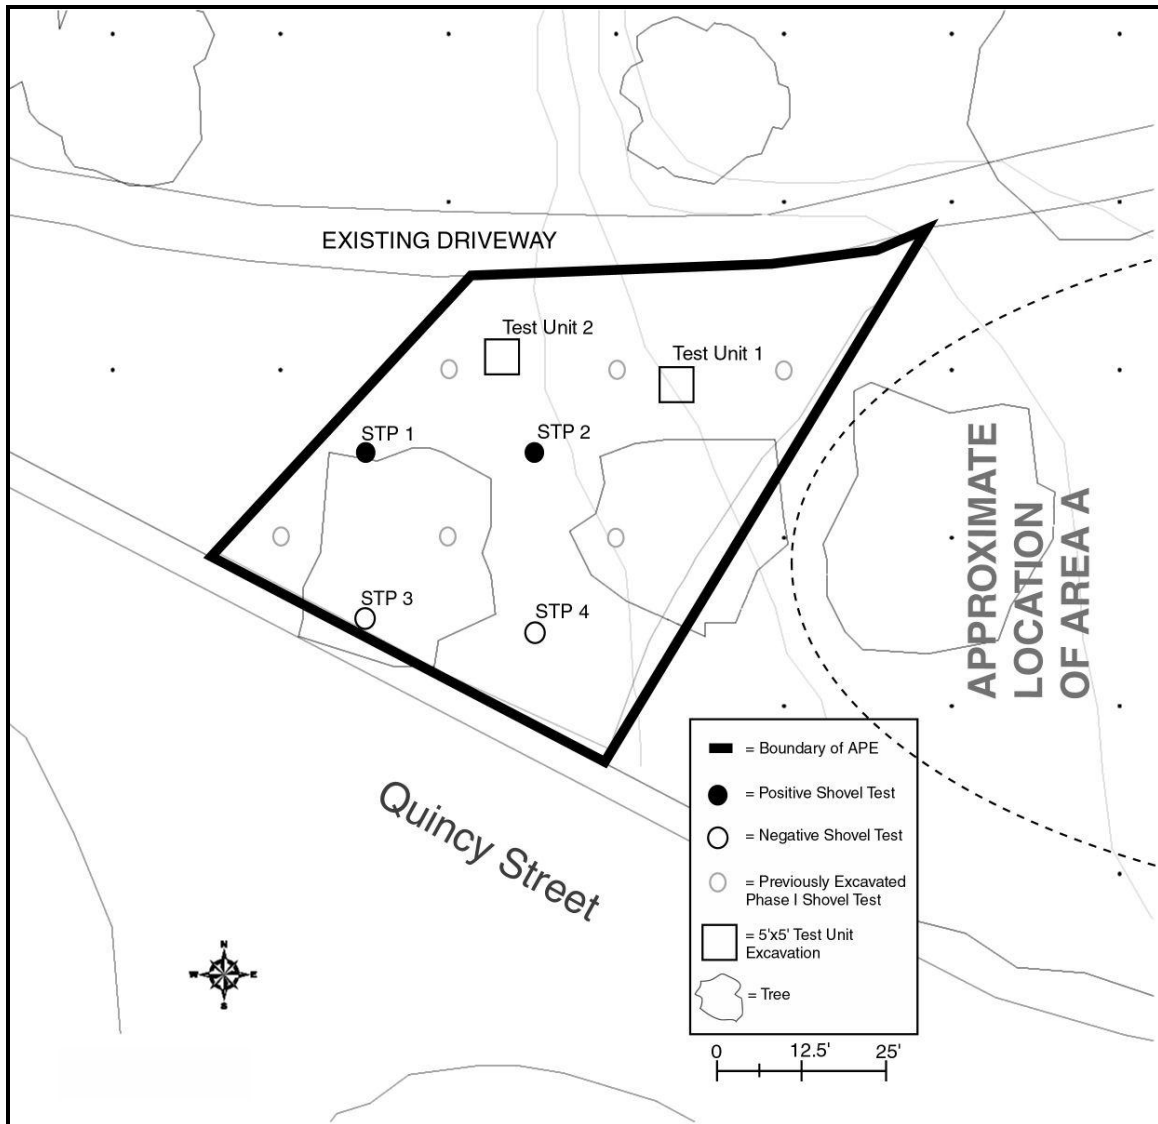 EXISTING DRIVEWAY
Test Unit 2
Test Unit 1
STP 1
STP 2
STP 3
STP 4
APPROXIMATE
LOCATION
OF AREA A
Quincy Street
= Boundary of APE
= Positive Shovel Test
= Negative Shovel Test
= Previously Excavated
Phase I Shovel Test
= 5'x5' Test Unit
Excavation
= Tree
N
W E
S
0 12.5' 25'